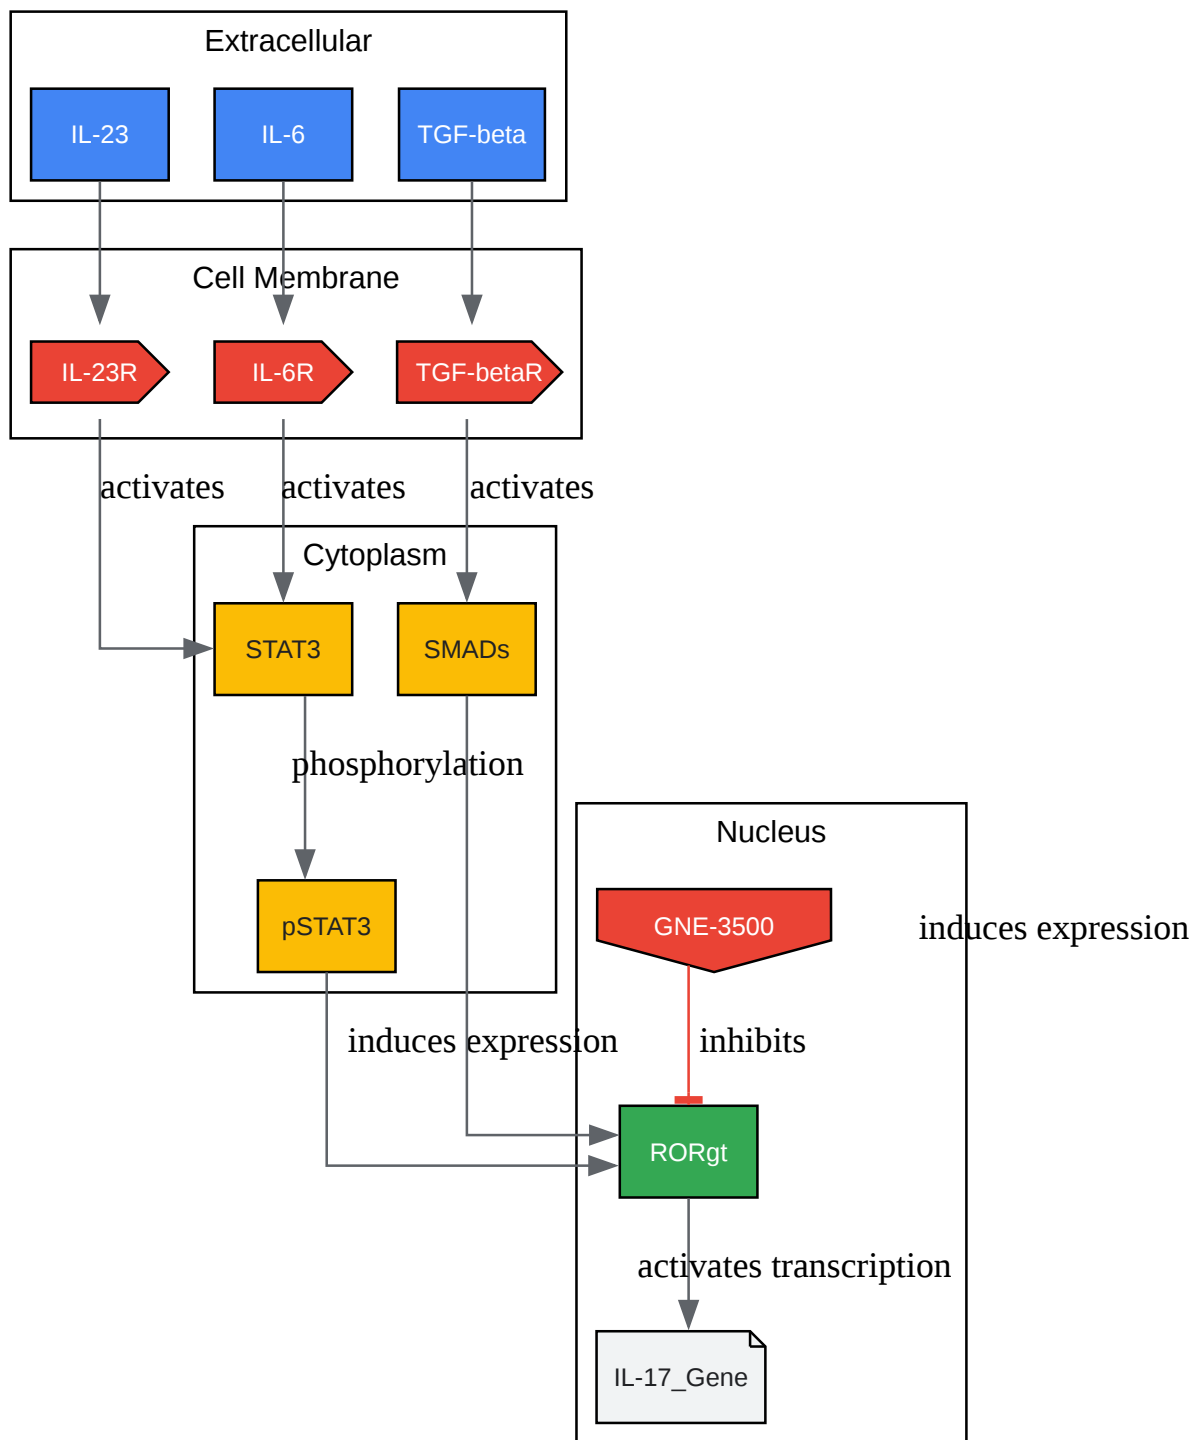 Extracellular
IL-23
IL-6
TGF-beta
Cell Membrane
IL-23R
IL-6R
TGF-betaR
activates
activates
activates
Cytoplasm
STAT3
SMADs
phosphorylation
Nucleus
pSTAT3
GNE-3500
induces expression
induces expression
inhibits
RORgt
activates transcription
IL-17_Gene